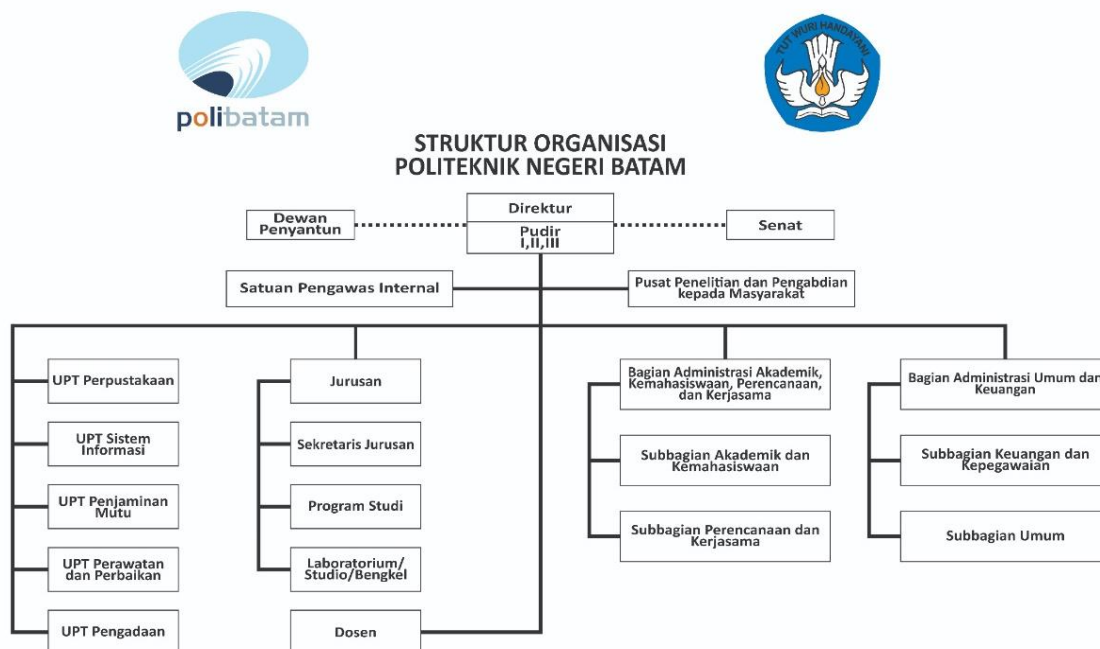 polibatam
TUT WURI HANDAYANI
STRUKTUR ORGANISASI
POLITEKNIK NEGERI BATAM
Direktur
Pudir
I,II,III
Dewan
Penyantun
Senat
Satuan Pengawas Internal
Pusat Penelitian dan Pengabdian
kepada Masyarakat
UPT Perpustakaan
UPT Sistem
Informasi
UPT Penjaminan
Mutu
UPT Perawatan
dan Perbaikan
UPT Pengadaan
Jurusan
Sekretaris Jurusan
Program Studi
Laboratorium/
Studio/Bengkel
Dosen
Bagian Administrasi Akademik,
Kemahasiswaan, Perencanaan,
dan Kerjasama
Subbagian Akademik dan
Kemahasiswaan
Subbagian Perencanaan dan
Kerjasama
Bagian Administrasi Umum dan
Keuangan
Subbagian Keuangan dan
Kepegawaian
Subbagian Umum